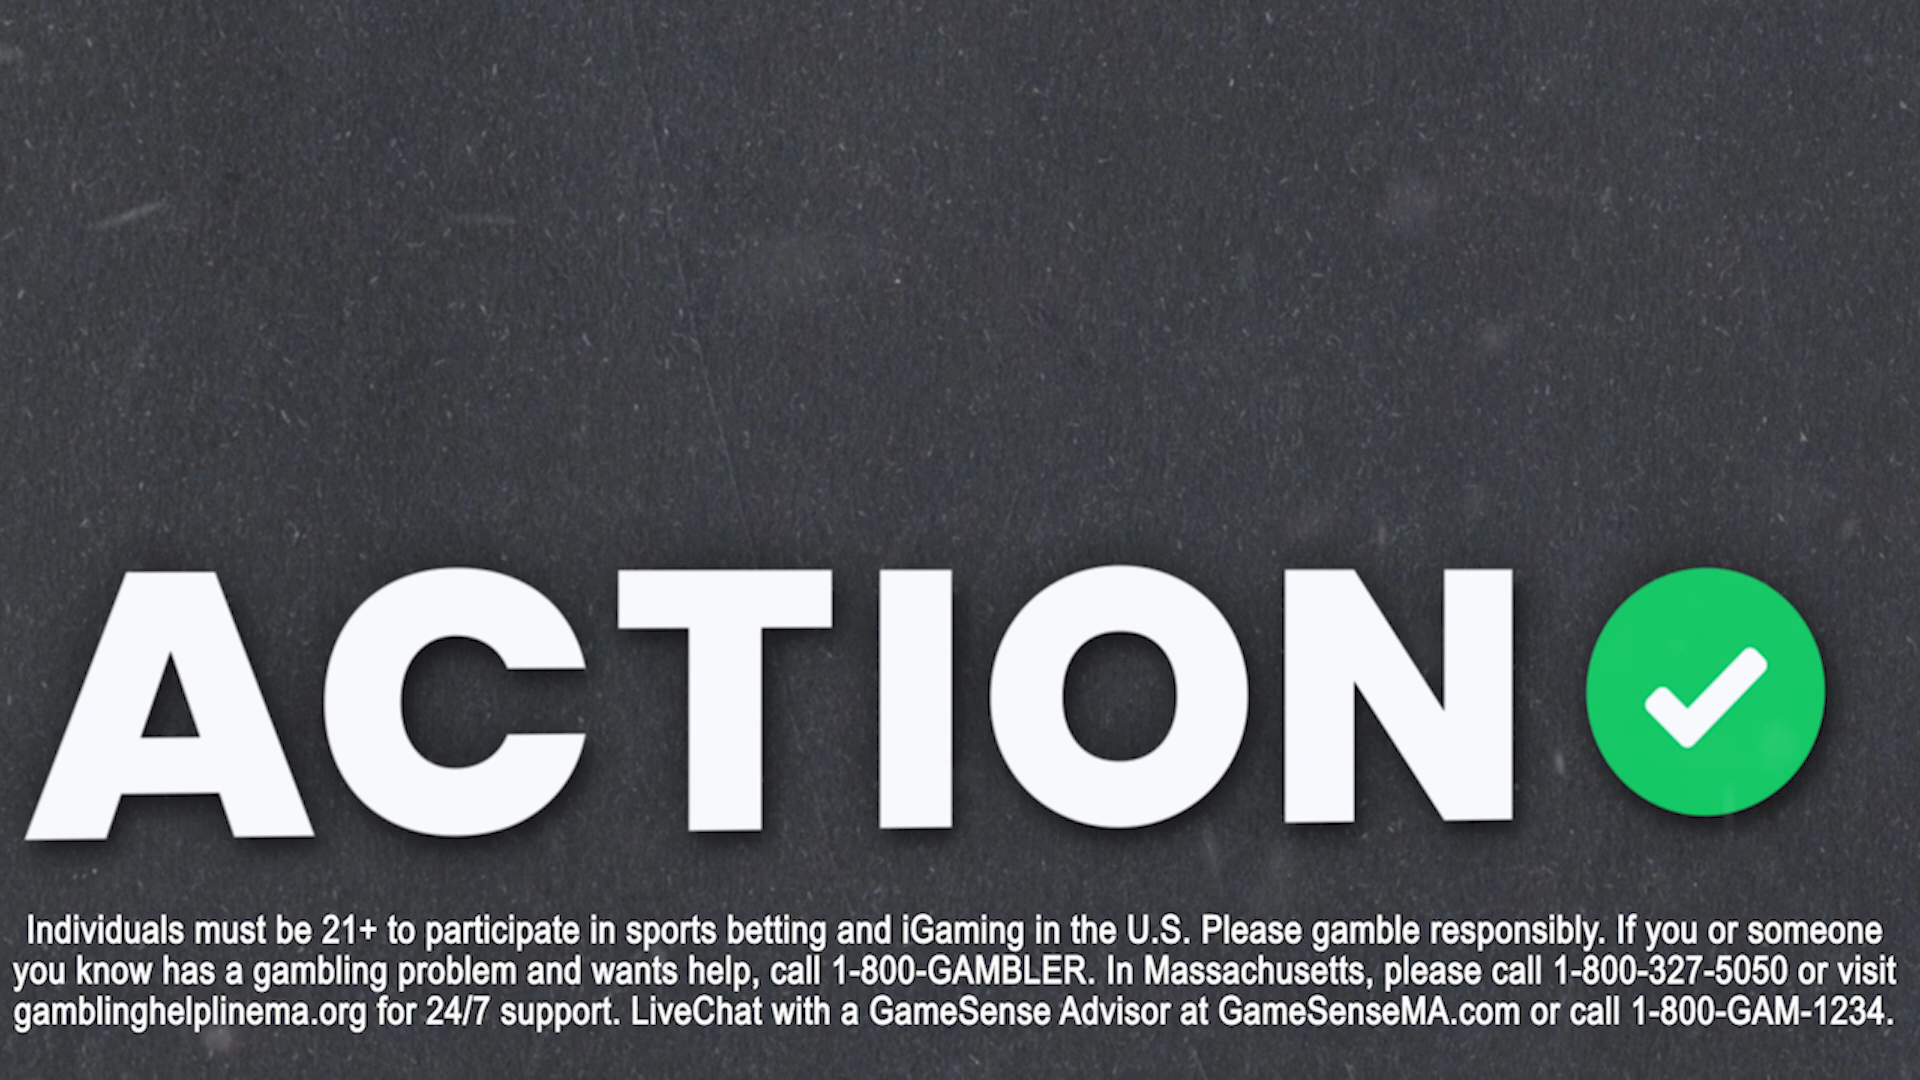 ACTION
Individuals must be 21+ to participate in sports betting and iGaming in the U.S. Please gamble responsibly. If you or someone
you know has a gambling problem and wants help, call 1-800-GAMBLER. In Massachusetts, please call 1-800-327-5050 or visit
gamblinghelplinema.org for 24/7 support. LiveChat with a GameSense Advisor at GameSenseMA.com or call 1-800-GAM-1234.